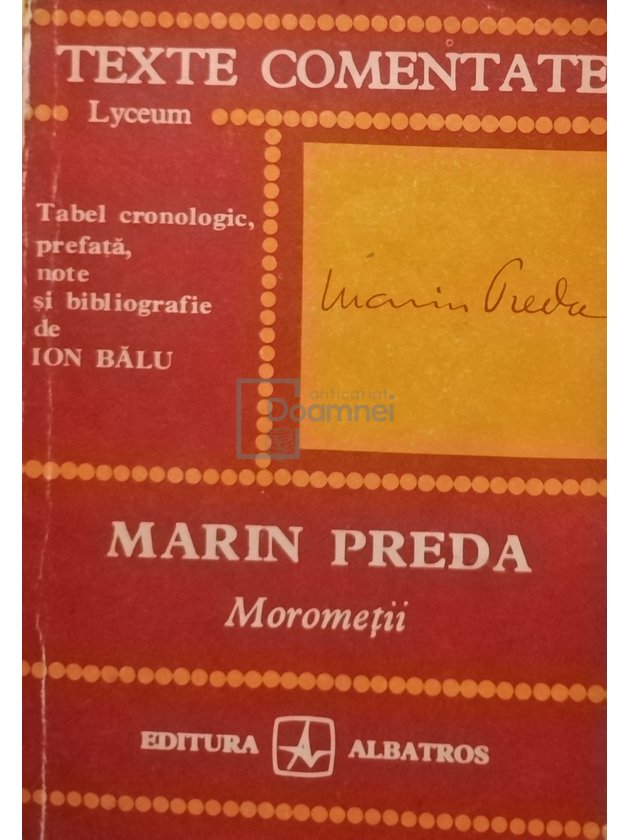 TEXTE COMENTATE
Lyceum
Tabel cronologic,
prefață,
note
și bibliografie
de
ION BĂLU
Marin Preda
anticariat
Doamnei
MARIN PREDA
Moromeții
EDITURA ALBATROS